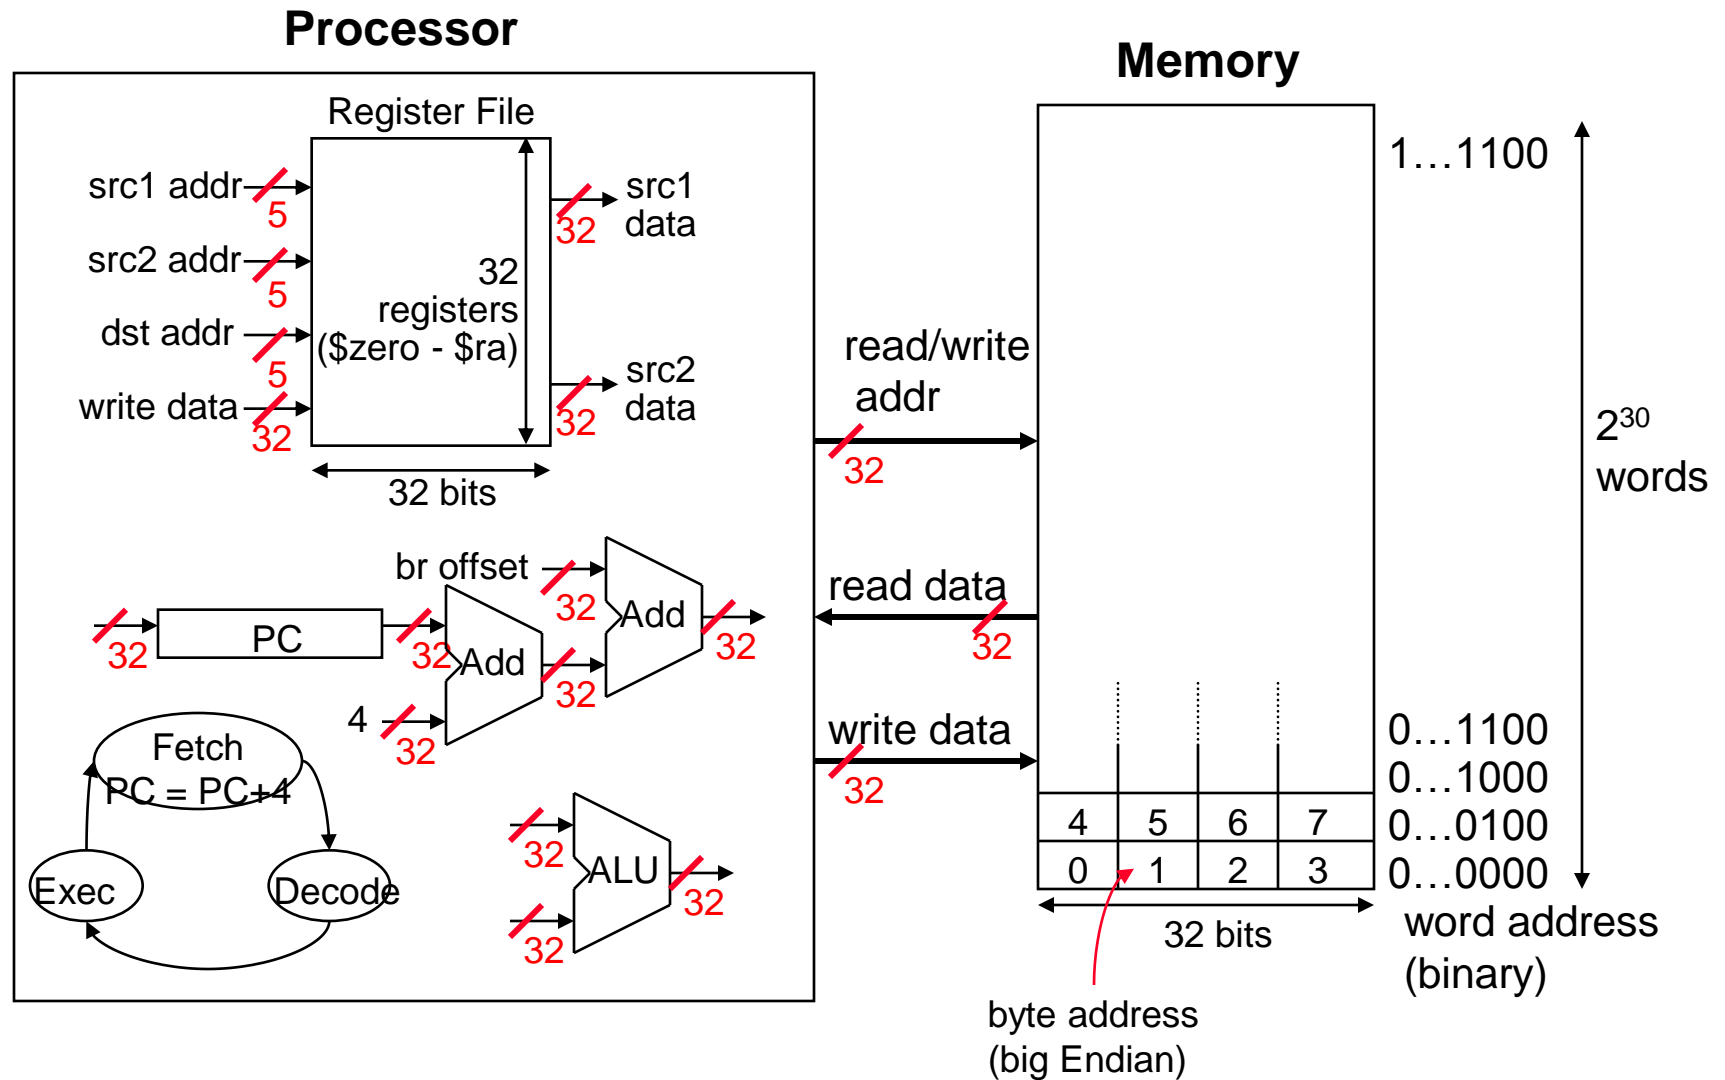 Processor
Memory
Register File
src1 addr
5
src2 addr
5
dst addr
5
write data
32
32
registers
($zero - $ra)
32 bits
src1
data
32
src2
data
32
br offset
32
Add
32
32
PC
32
Add
32
4
32
Fetch
PC = PC+4
Exec
Decode
32
ALU
32
32
read/write
addr
32
read data
32
write data
32
1…1100
2³⁰
words
0…1100
0…1000
4 5 6 7 0…0100
0 1 2 3 0…0000
32 bits
word address
(binary)
byte address
(big Endian)